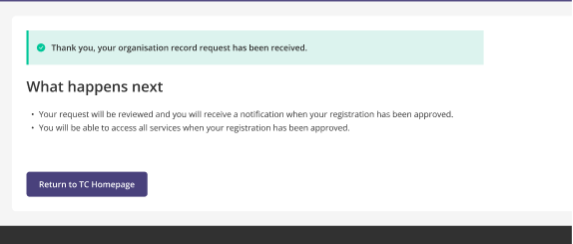 Thank you, your organisation record request has been received.
What happens next
• Your request will be reviewed and you will receive a notification when your registration has been approved.
• You will be able to access all services when your registration has been approved.
Return to TC Homepage